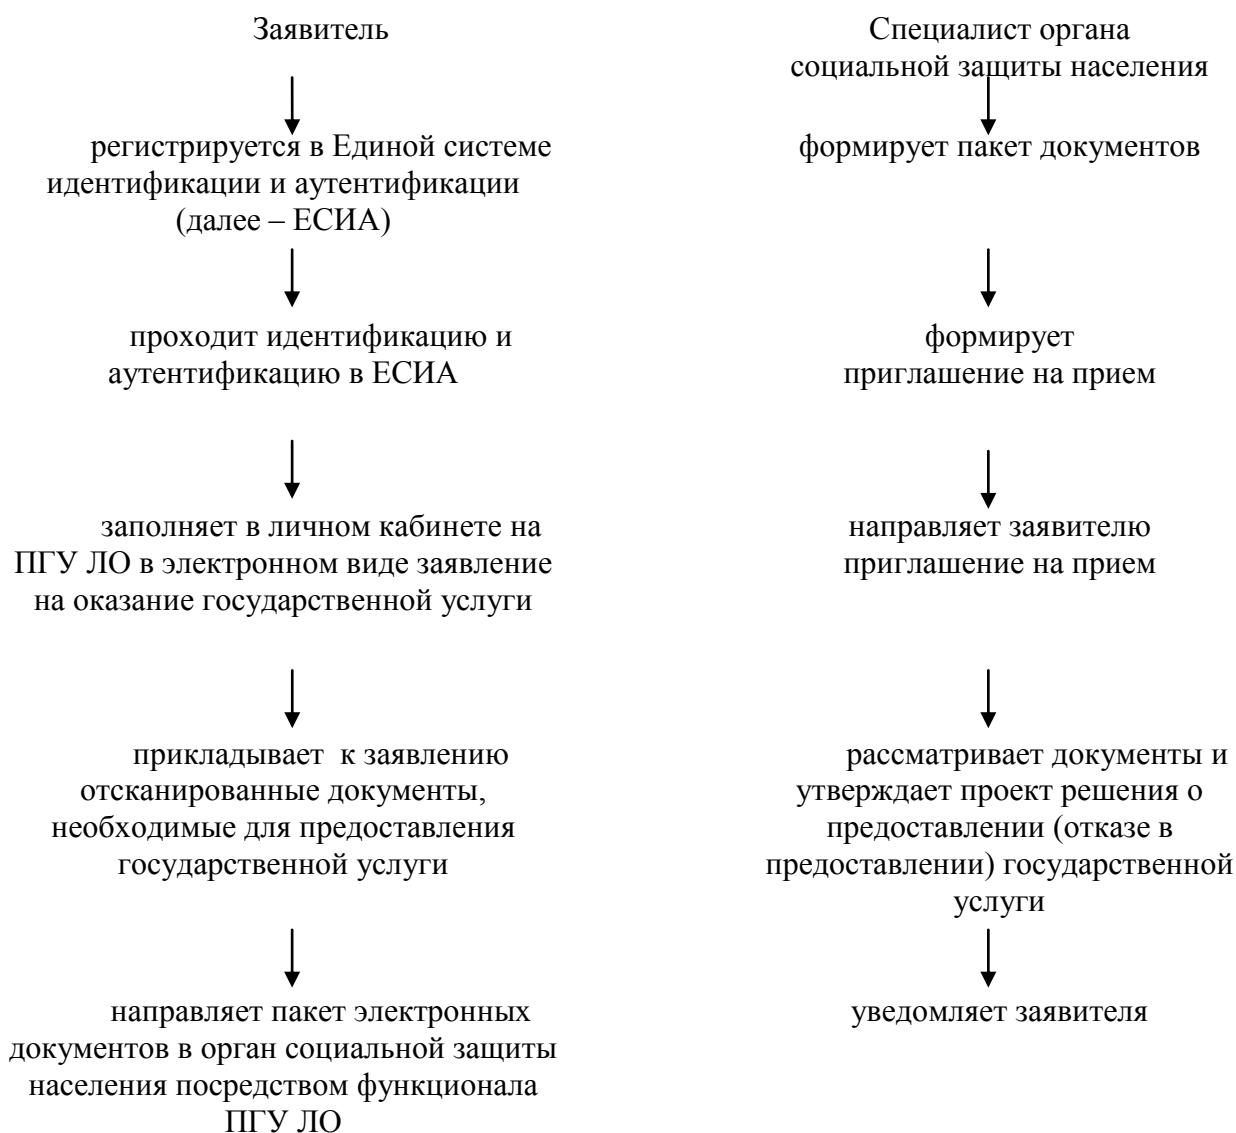 Заявитель
регистрируется в Единой системе
идентификации и аутентификации
(далее – ЕСИА)
проходит идентификацию и
аутентификацию в ЕСИА
заполняет в личном кабинете на
ПГУ ЛО в электронном виде заявление
на оказание государственной услуги
прикладывает к заявлению
отсканированные документы,
необходимые для предоставления
государственной услуги
направляет пакет электронных
документов в орган социальной защиты
населения посредством функционала
ПГУ ЛО
Специалист органа
социальной защиты населения
формирует пакет документов
формирует
приглашение на прием
направляет заявителю
приглашение на прием
рассматривает документы и
утверждает проект решения о
предоставлении (отказе в
предоставлении) государственной
услуги
уведомляет заявителя